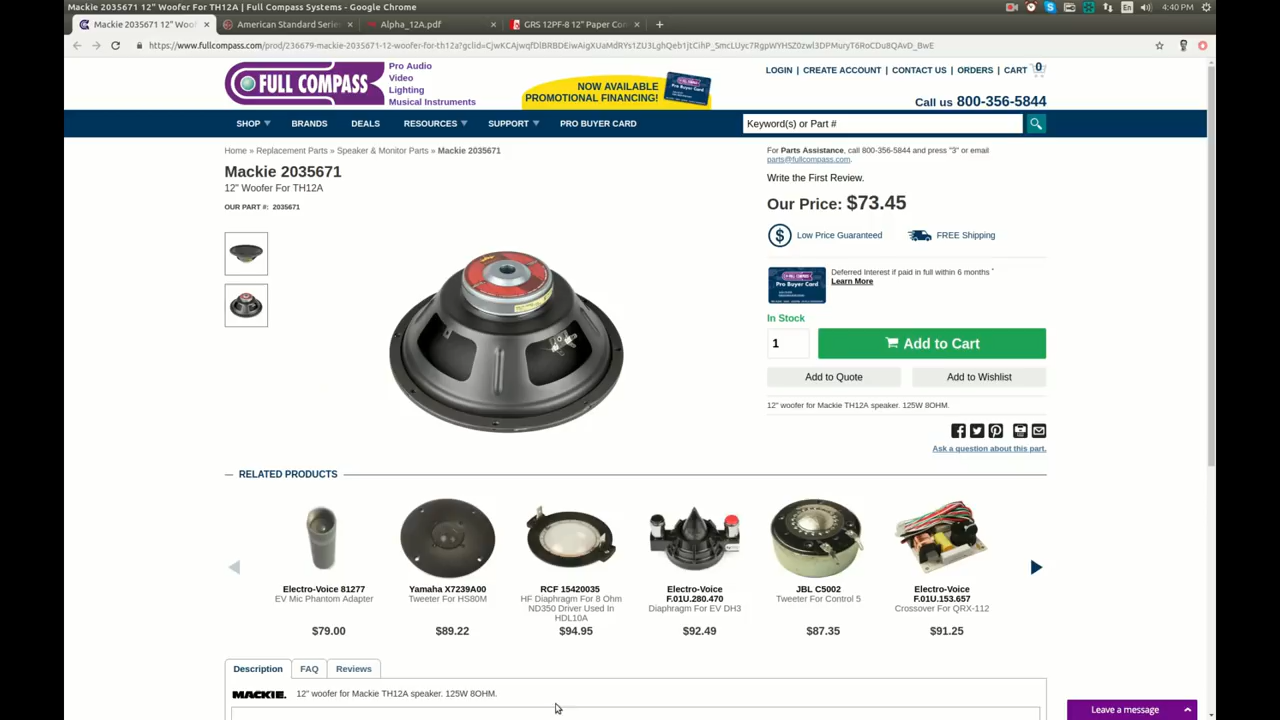 Mackie 2035671 12" Woofer For TH12A | Full Compass Systems - Google Chrome
En
4:40 PM
Mackie 2035671 12" Woof
American Standard Series
Alpha_12A.pdf
GRS 12PF-8 12" Paper Con
https://www.fullcompass.com/prod/236679-mackie-2035671-12-woofer-for-th12a?gclid=CjwKCAjwqfDlBRBDEiwAigXUaMdRYs1ZU3LghQeb1jtCihP_SmcLUyc7RgpWYHSZ0zwl3DPMuryT6RoCDu8QAvD_BwE
FULL COMPASS
Pro Audio
Video
Lighting
Musical Instruments
NOW AVAILABLE
PROMOTIONAL FINANCING!
LOGIN | CREATE ACCOUNT | CONTACT US | ORDERS | CART 0
Call us 800-356-5844
SHOP BRANDS DEALS RESOURCES SUPPORT PRO BUYER CARD
Keyword(s) or Part #
Home » Replacement Parts » Speaker & Monitor Parts » Mackie 2035671
Mackie 2035671
12" Woofer For TH12A
OUR PART #: 2035671
For Parts Assistance, call 800-356-5844 and press "3" or email
parts@fullcompass.com.
Write the First Review.
Our Price: $73.45
Low Price Guaranteed
FREE Shipping
Deferred Interest if paid in full within 6 months *
Learn More
In Stock
1
Add to Cart
Add to Quote
Add to Wishlist
12" woofer for Mackie TH12A speaker. 125W 8OHM.
Ask a question about this part.
RELATED PRODUCTS
Electro-Voice 81277
EV Mic Phantom Adapter
$79.00
Yamaha X7239A00
Tweeter For HS80M
$89.22
RCF 15420035
HF Diaphragm For 8 Ohm
ND350 Driver Used In
HDL10A
$94.95
Electro-Voice
F.01U.280.470
Diaphragm For EV DH3
$92.49
JBL C5002
Tweeter For Control 5
$87.35
Electro-Voice
F.01U.153.657
Crossover For QRX-112
$91.25
Description
FAQ
Reviews
MACKIE.
12" woofer for Mackie TH12A speaker. 125W 8OHM.
Leave a message